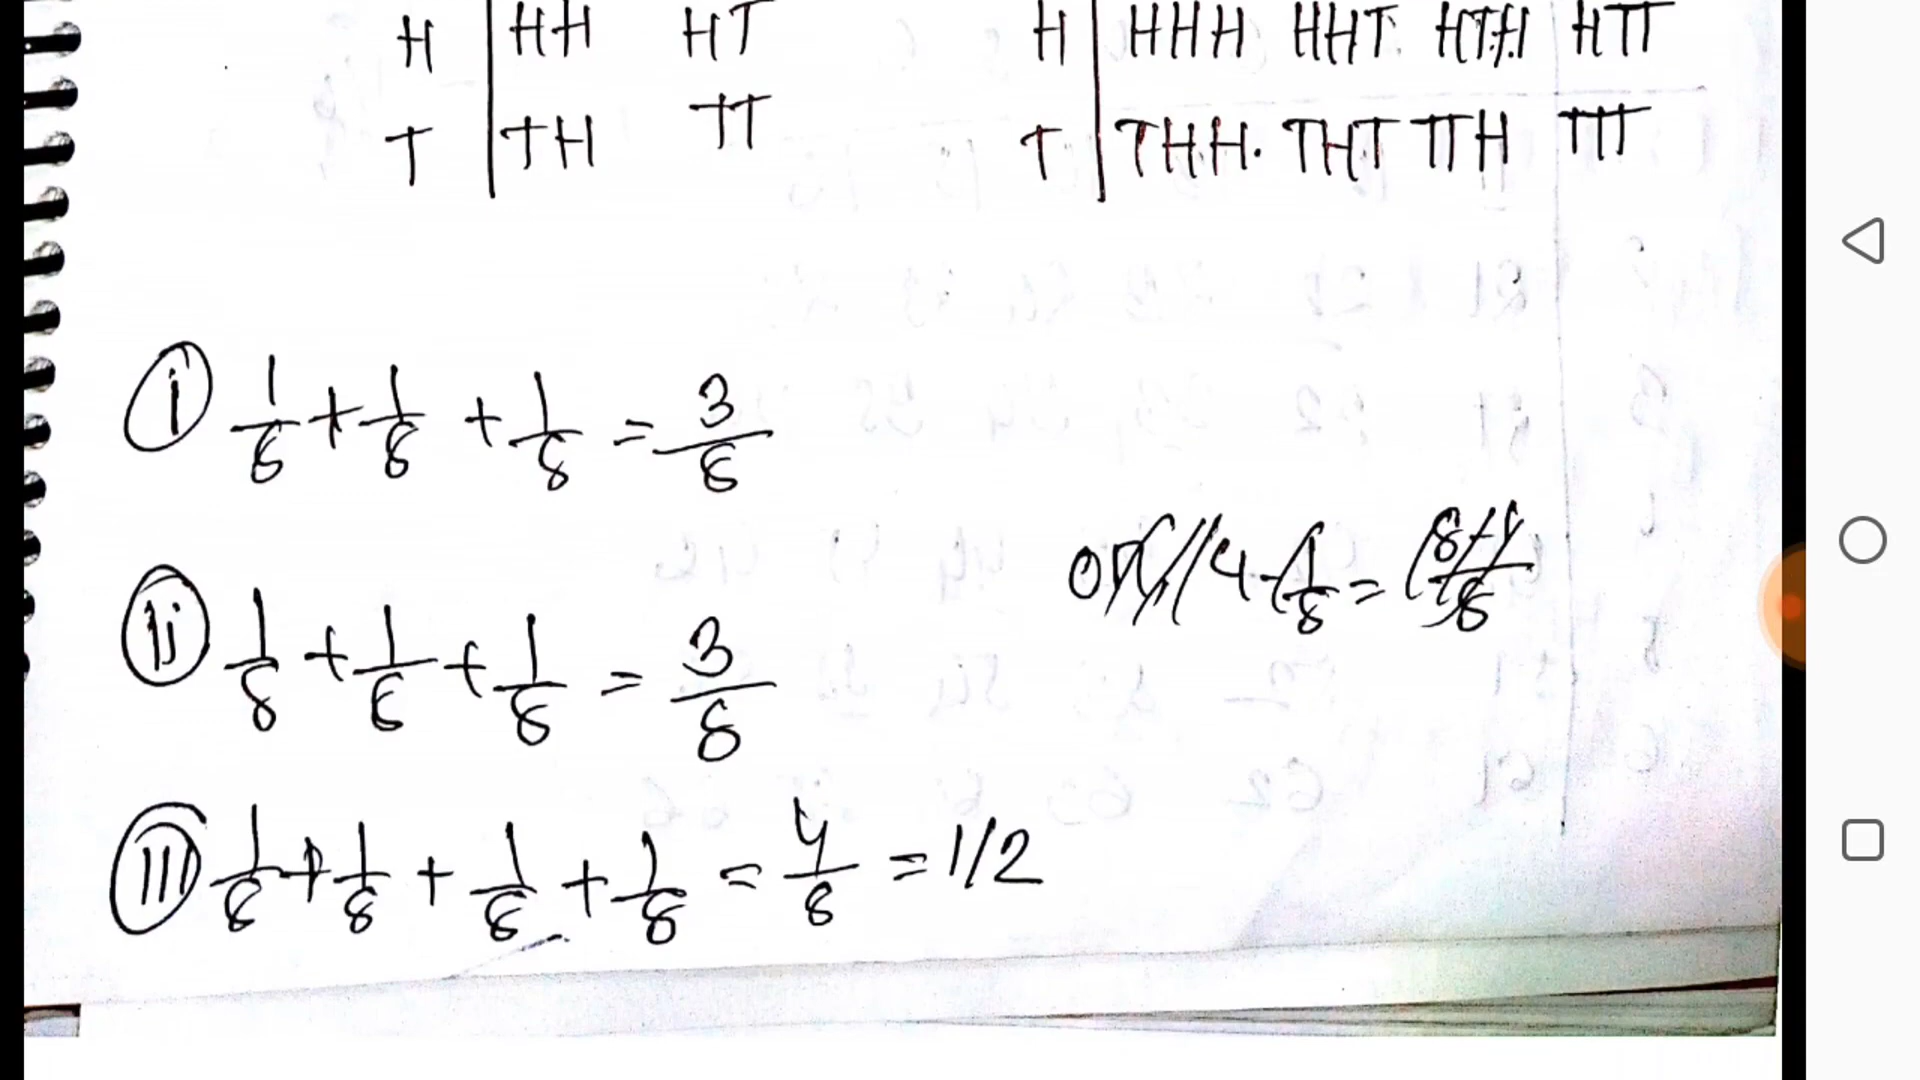 H | HH HT H | HHH HHT HTH HTT
T | TH TT T | THH THT TTH TTT
(i) 1/8 + 1/8 + 1/8 = 3/8
(ii) 1/8 + 1/8 + 1/8 = 3/8
(iii) 1/8 + 1/8 + 1/8 + 1/8 = 4/8 = 1/2